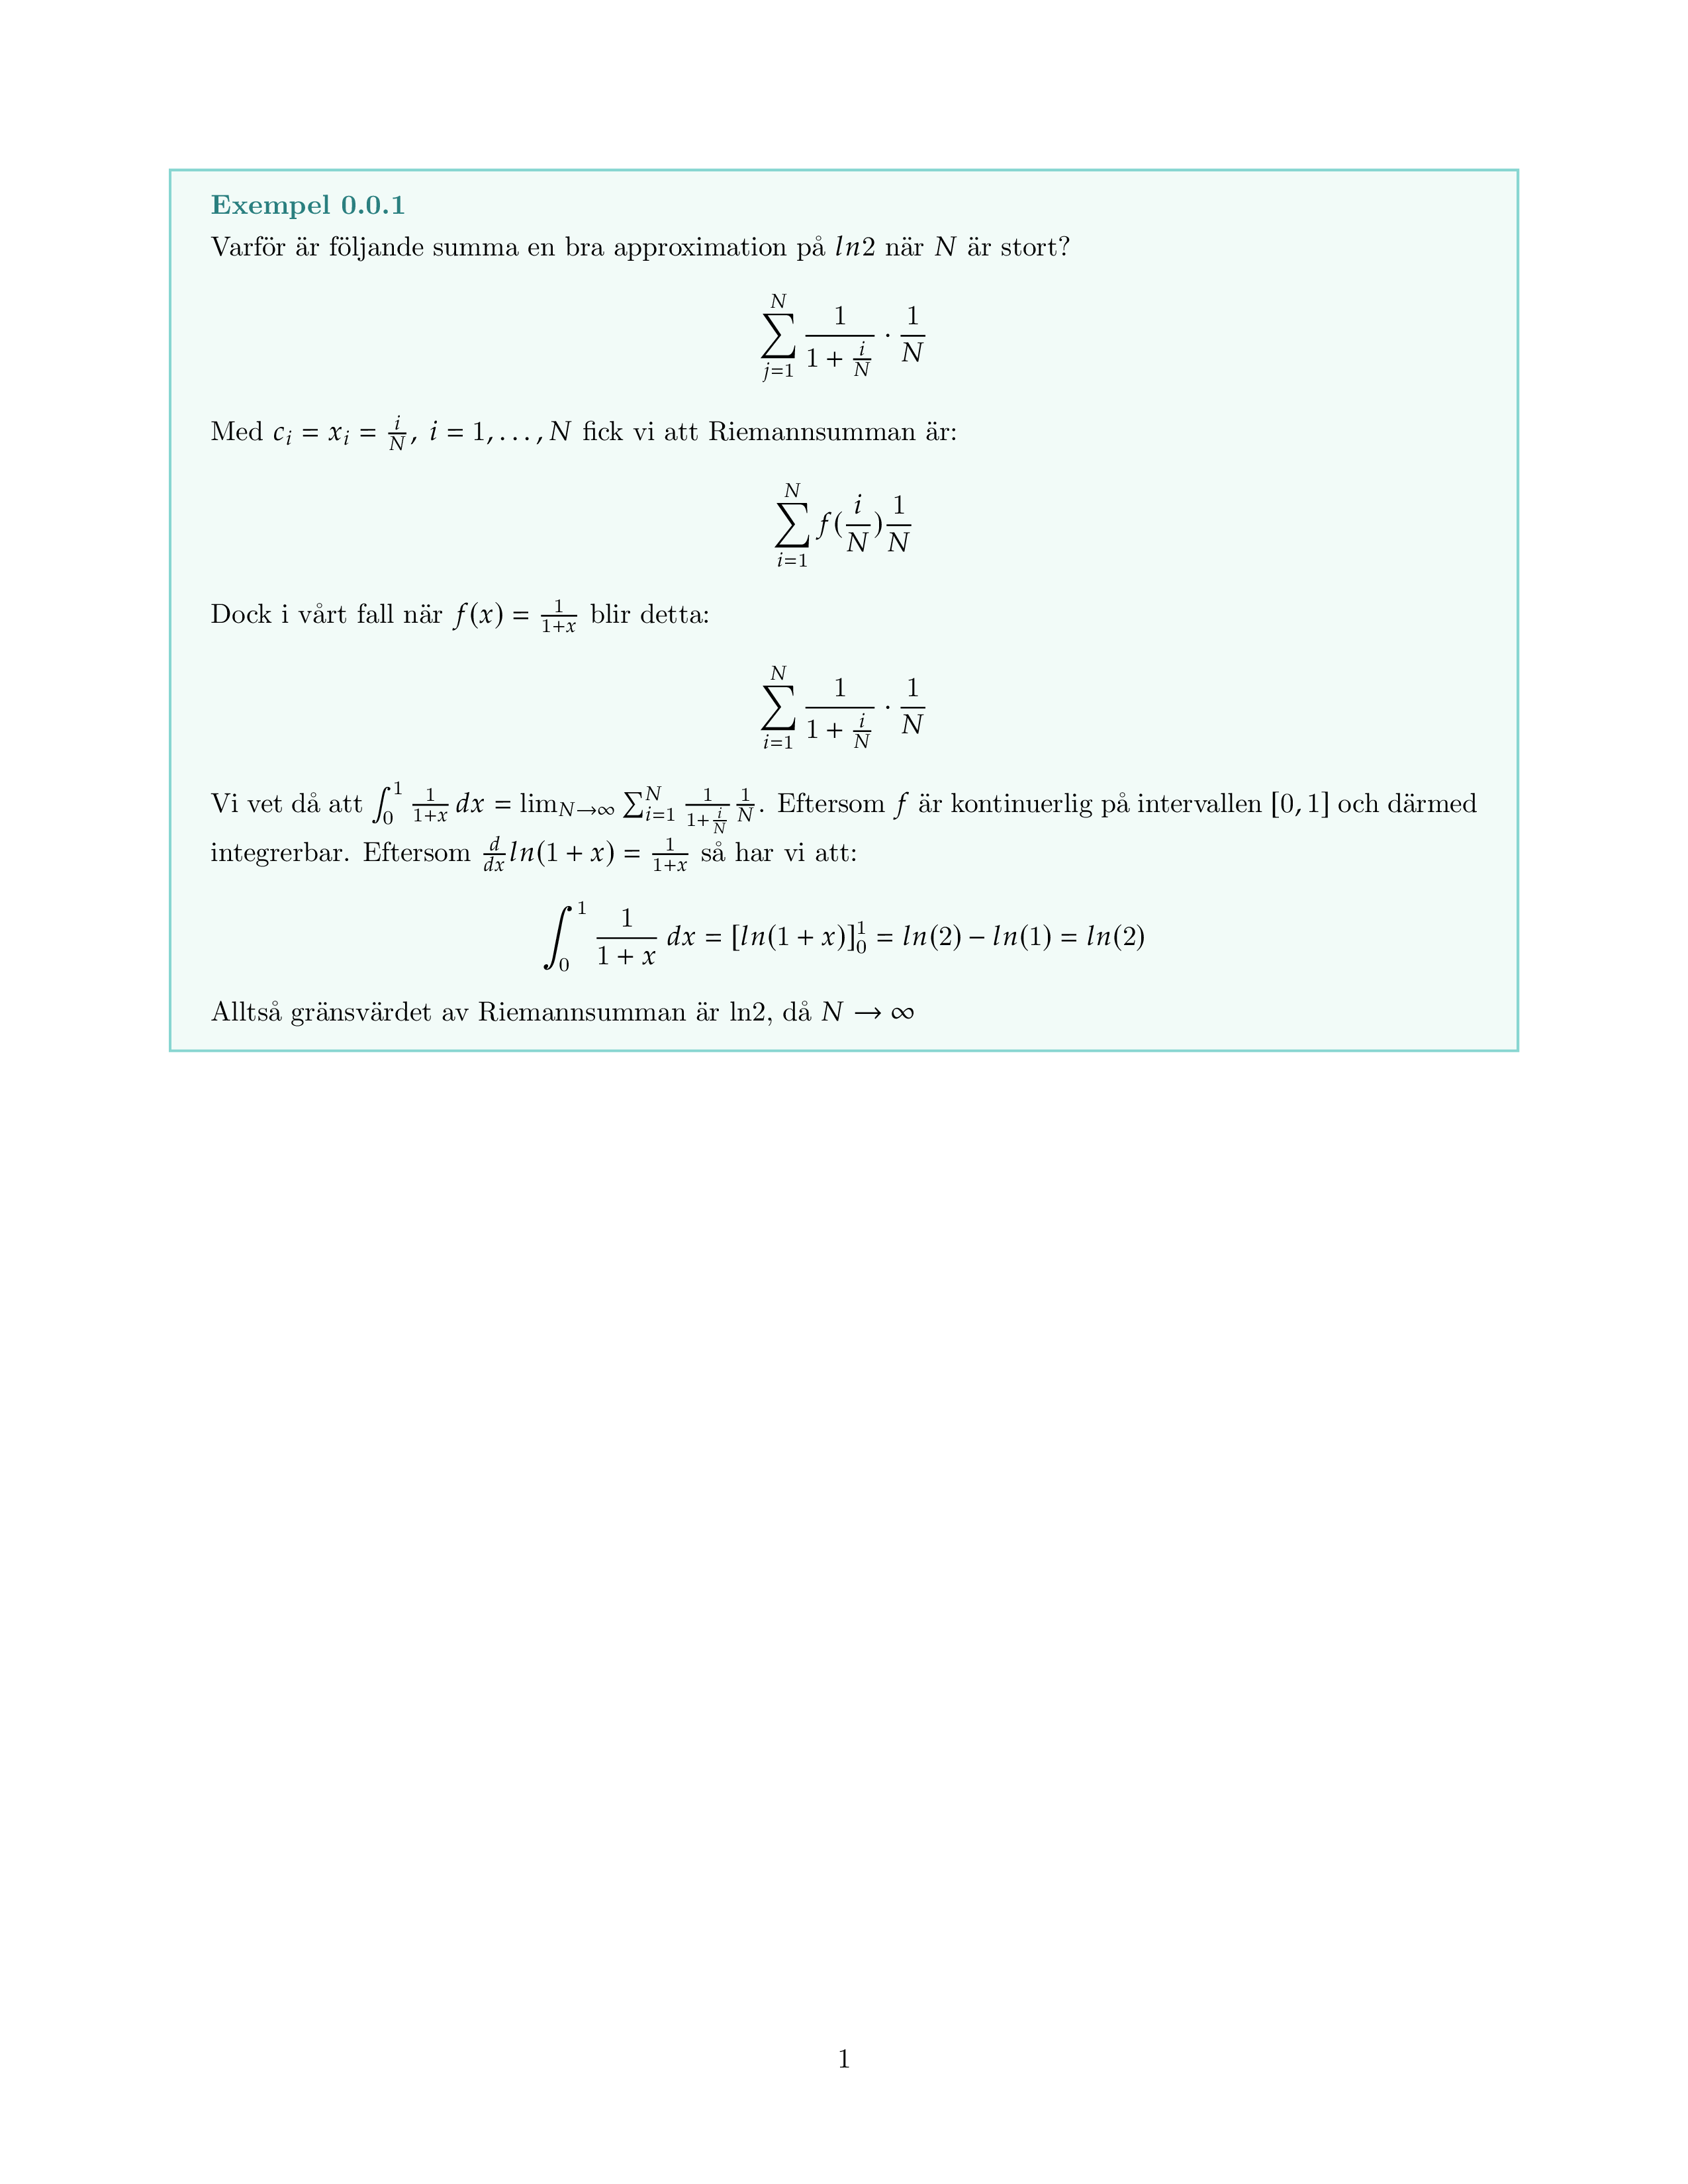 Exempel 0.0.1
Varför är följande summa en bra approximation på $ln2$ när $N$ är stort?
$$\sum_{j=1}^{N} \frac{1}{1+\frac{i}{N}} \cdot \frac{1}{N}$$
Med $c_i = x_i = \frac{i}{N},\ i = 1, \ldots, N$ fick vi att Riemannsumman är:
$$\sum_{i=1}^{N} f(\frac{i}{N})\frac{1}{N}$$
Dock i vårt fall när $f(x) = \frac{1}{1+x}$ blir detta:
$$\sum_{i=1}^{N} \frac{1}{1+\frac{i}{N}} \cdot \frac{1}{N}$$
Vi vet då att $\int_0^1 \frac{1}{1+x}\,dx = \lim_{N\to\infty} \sum_{i=1}^{N} \frac{1}{1+\frac{i}{N}}\frac{1}{N}$. Eftersom $f$ är kontinuerlig på intervallen $[0, 1]$ och därmed
integrerbar. Eftersom $\frac{d}{dx}ln(1+x) = \frac{1}{1+x}$ så har vi att:
$$\int_0^1 \frac{1}{1+x}\,dx = [ln(1+x)]_0^1 = ln(2) - ln(1) = ln(2)$$
Alltså gränsvärdet av Riemannsumman är ln2, då $N \to \infty$
1